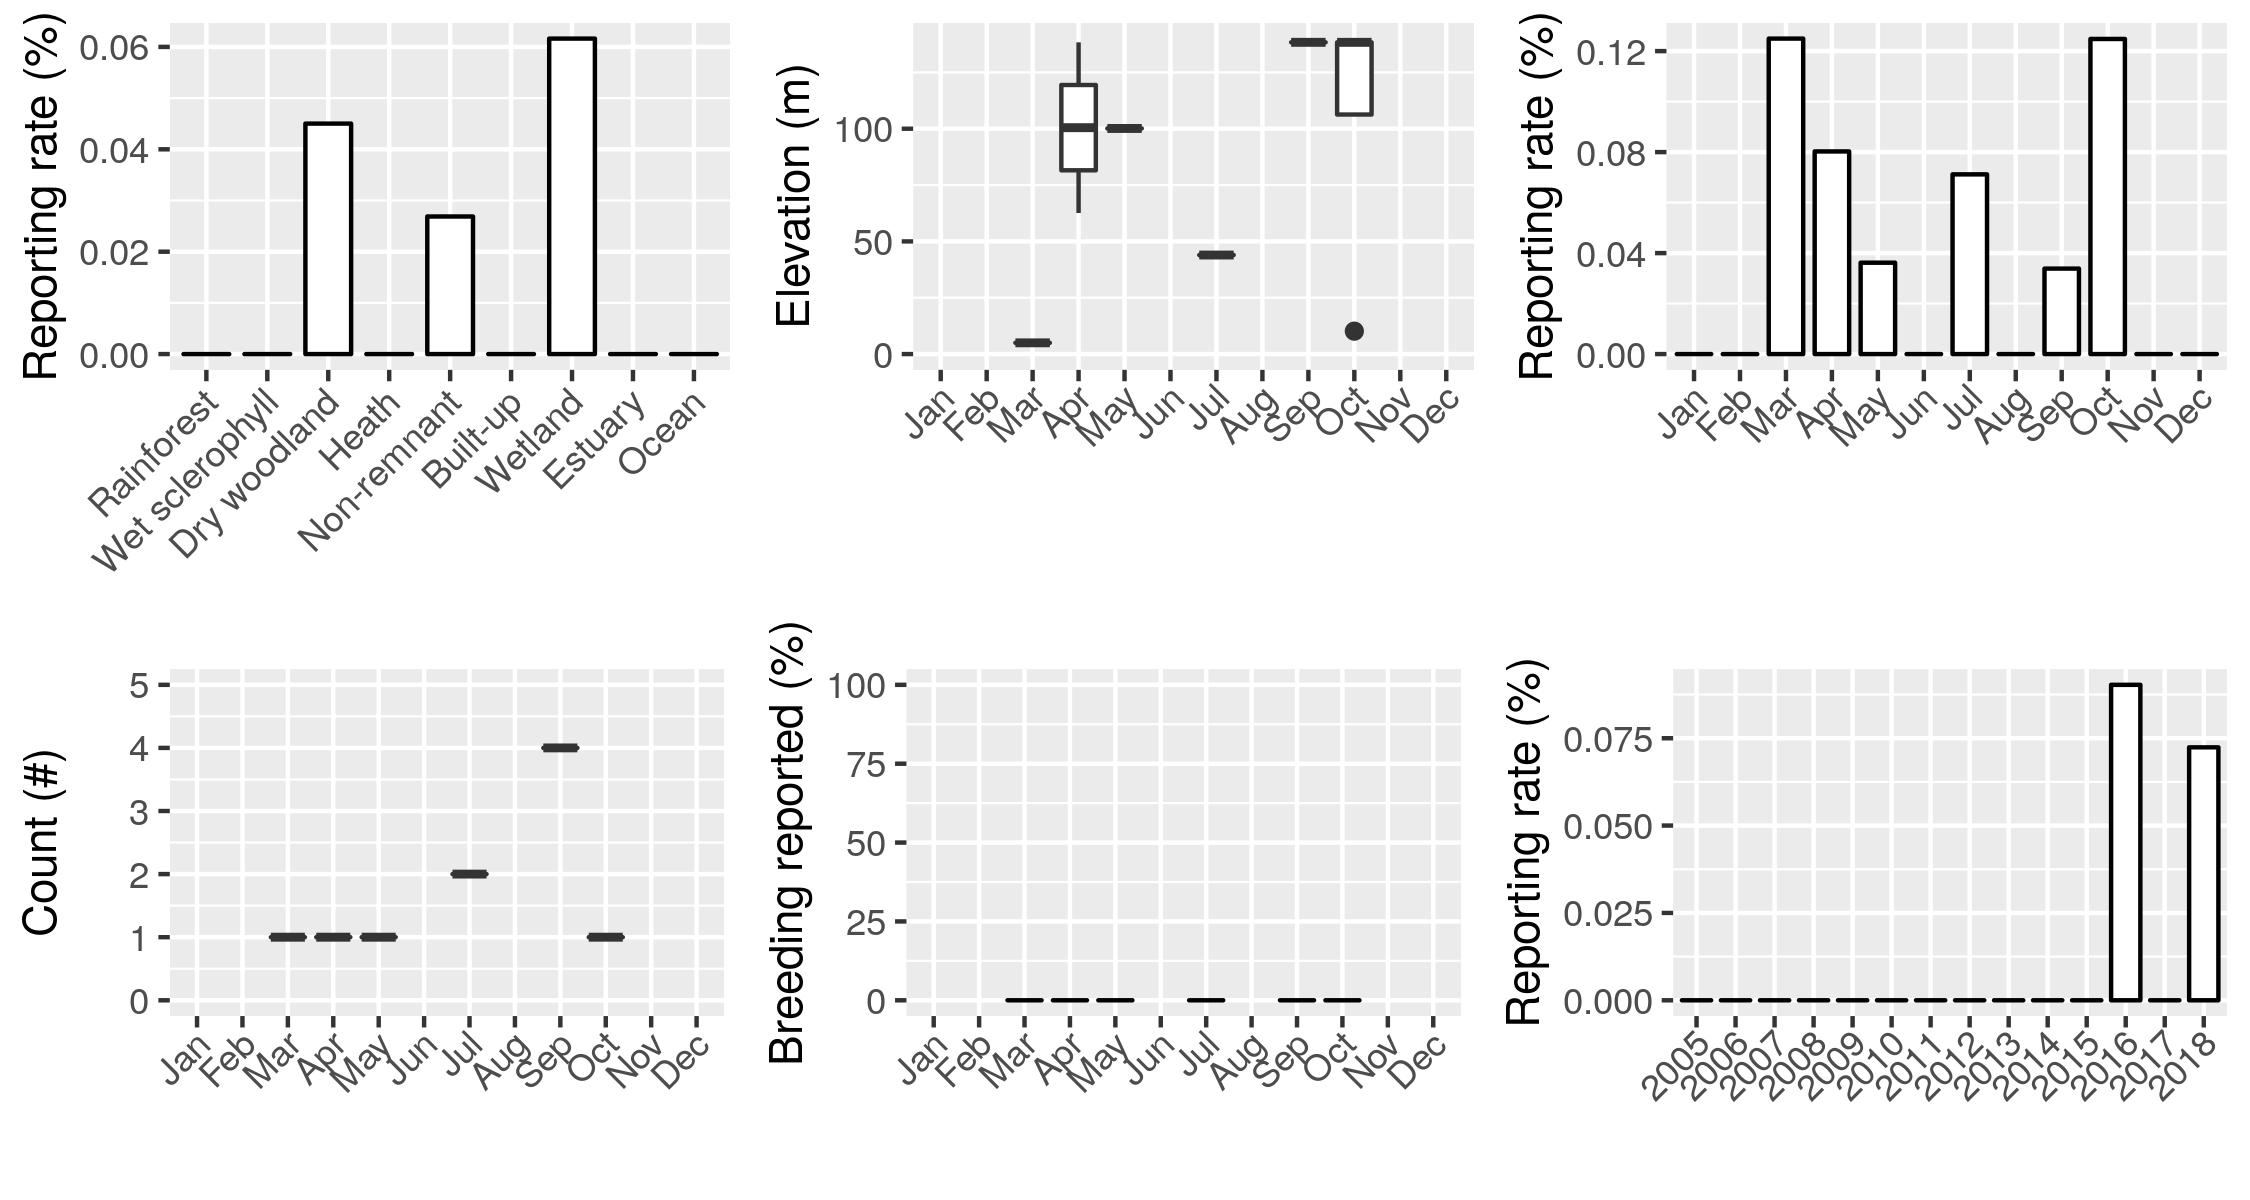 Reporting rate (%)
0.06
0.04
0.02
0.00
Rainforest
Wet sclerophyll
Dry woodland
Heath
Non-remnant
Built-up
Wetland
Estuary
Ocean
Elevation (m)
100
50
0
Jan
Feb
Mar
Apr
May
Jun
Jul
Aug
Sep
Oct
Nov
Dec
Reporting rate (%)
0.12
0.08
0.04
0.00
Jan
Feb
Mar
Apr
May
Jun
Jul
Aug
Sep
Oct
Nov
Dec
Count (#)
5
4
3
2
1
0
Jan
Feb
Mar
Apr
May
Jun
Jul
Aug
Sep
Oct
Nov
Dec
Breeding reported (%)
100
75
50
25
0
Jan
Feb
Mar
Apr
May
Jun
Jul
Aug
Sep
Oct
Nov
Dec
Reporting rate (%)
0.075
0.050
0.025
0.000
2005
2006
2007
2008
2009
2010
2011
2012
2013
2014
2015
2016
2017
2018